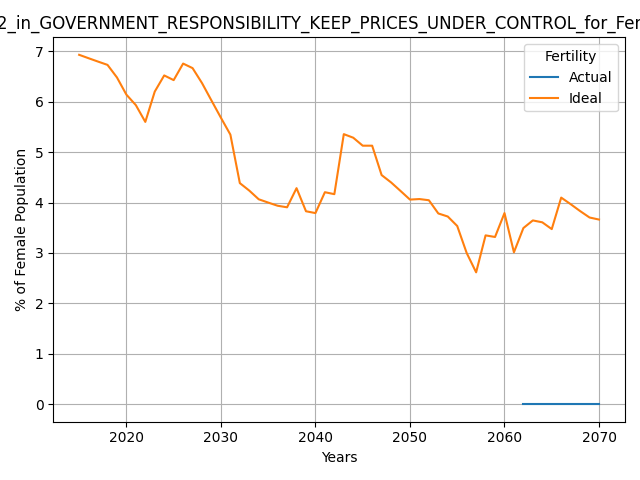 2_in_GOVERNMENT_RESPONSIBILITY_KEEP_PRICES_UNDER_CONTROL_for_Fer
Fertility
Actual
Ideal
% of Female Population
7
6
5
4
3
2
1
0
2020 2030 2040 2050 2060 2070
Years